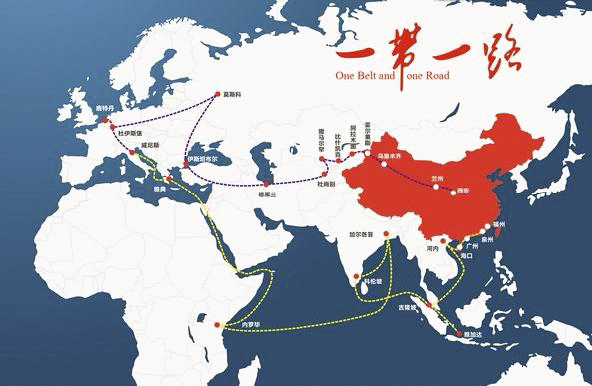 一带一路
One Belt and one Road
莫斯科
鹿特丹
杜伊斯堡
威尼斯
伊斯坦布尔
雅典
德黑兰
撒马尔罕
比什凯克
阿拉木图
霍尔果斯
杜尚别
乌鲁木齐
兰州
西安
福州
泉州
广州
海口
河内
加尔各答
科伦坡
吉隆坡
雅加达
内罗毕